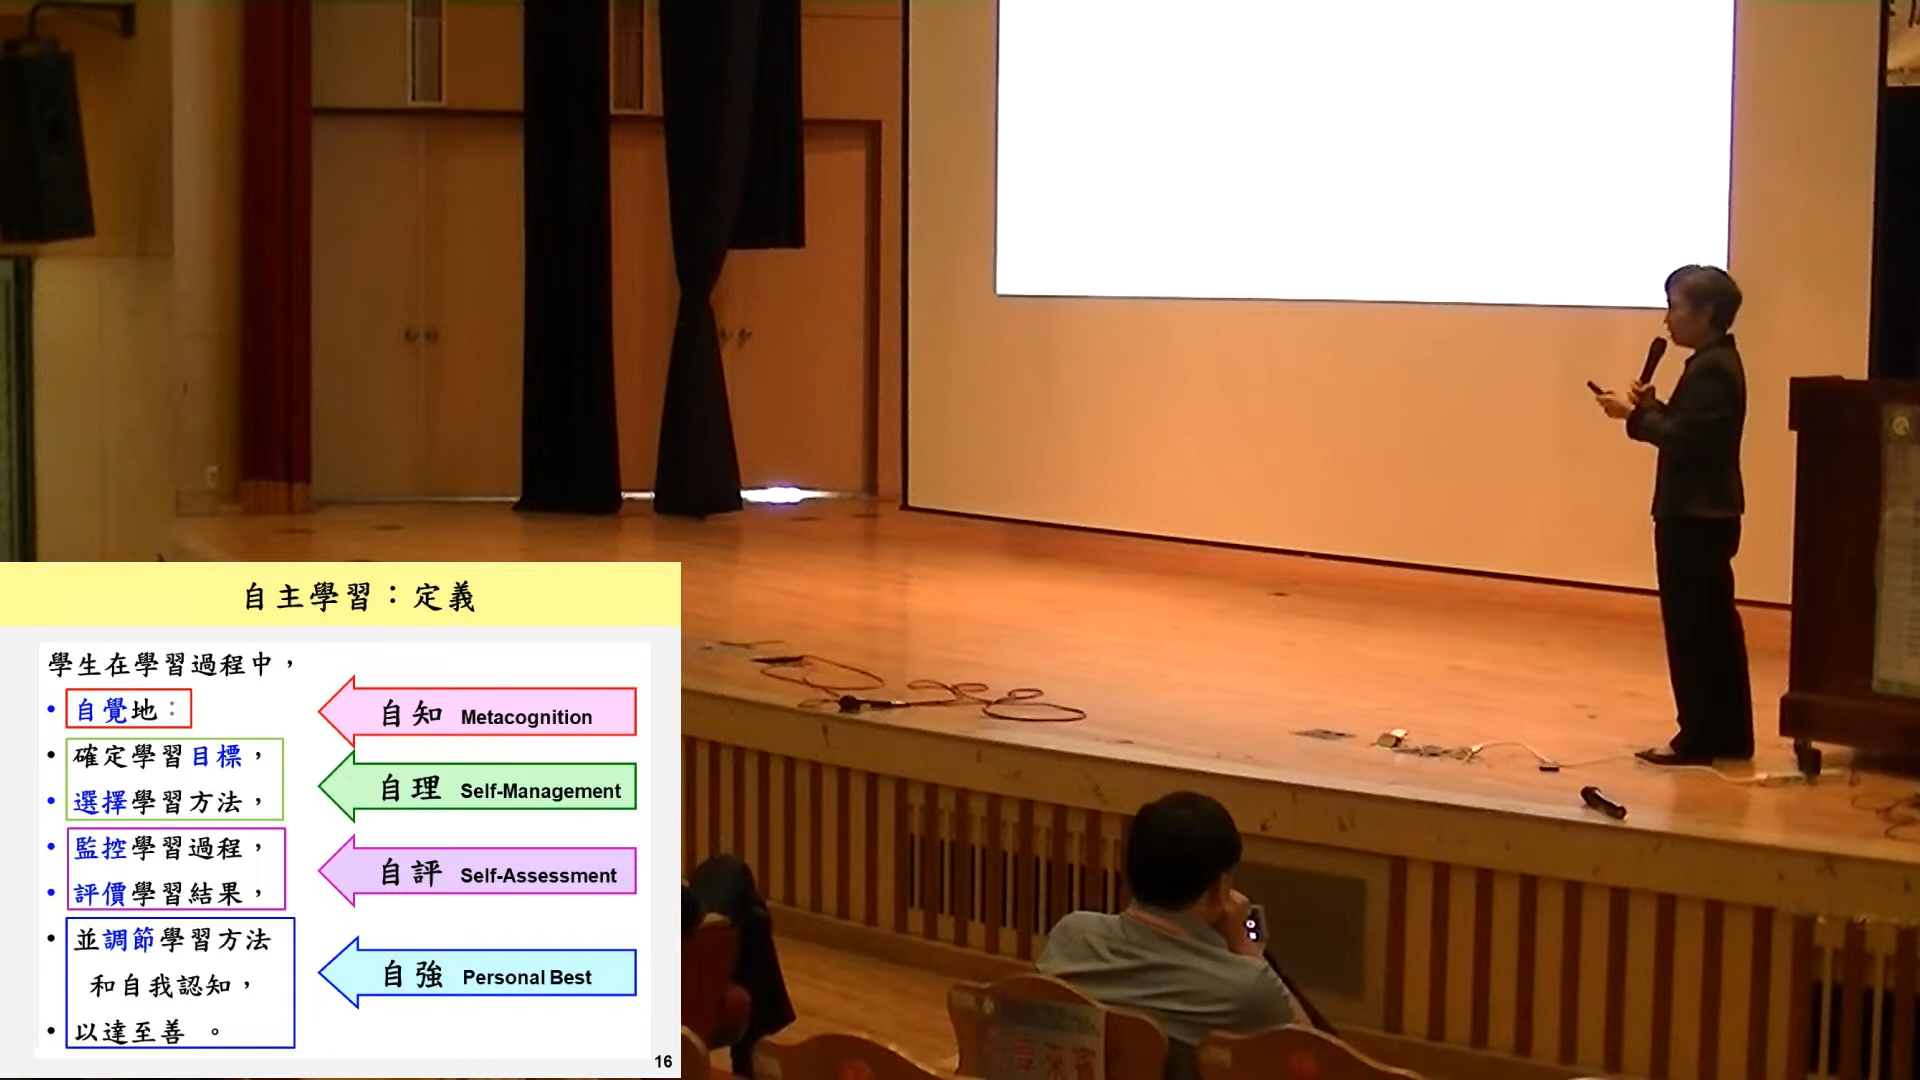 自主學習：定義
學生在學習過程中，
• 自覺地：
• 確定學習目標，
• 選擇學習方法，
• 監控學習過程，
• 評價學習結果，
• 並調節學習方法
和自我認知，
• 以達至善 。
自知 Metacognition
自理 Self-Management
自評 Self-Assessment
自強 Personal Best
16